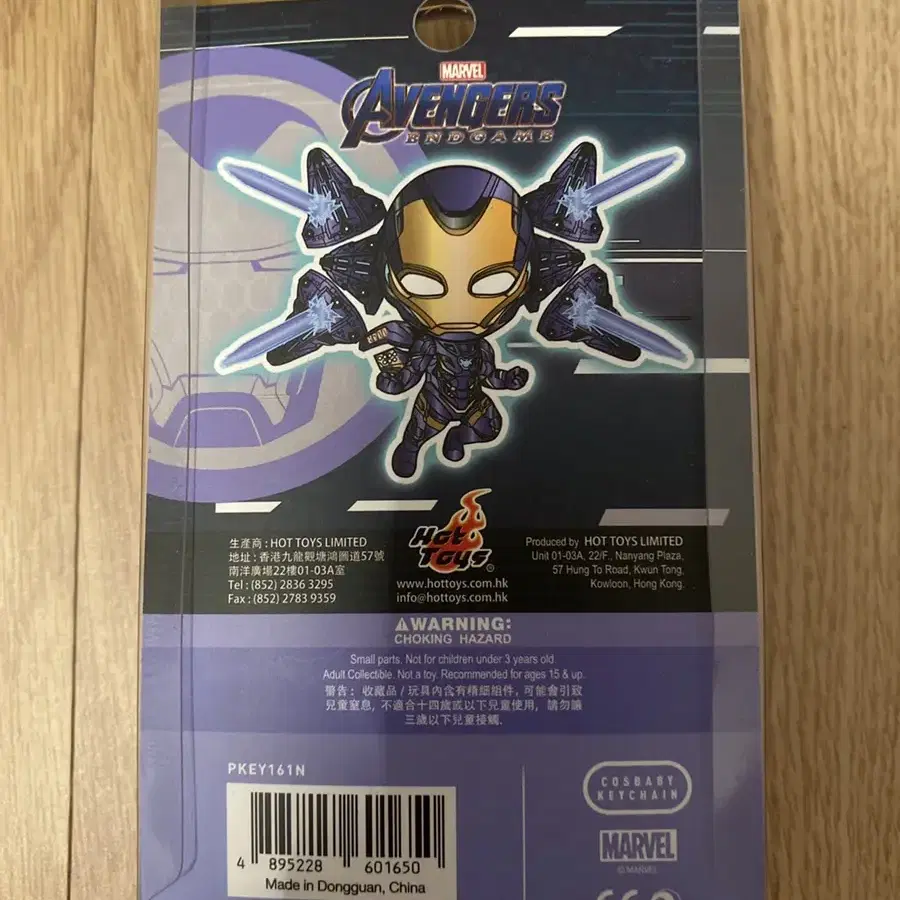 MARVEL
AVENGERS
ENDGAME
Hot
Toys
®
生產商 : HOT TOYS LIMITED
地址 : 香港九龍觀塘鴻圖道57號
南洋廣場22樓01-03A室
Tel : (852) 2836 3295
Fax : (852) 2783 9359
www.hottoys.com.hk
info@hottoys.com.hk
Produced by HOT TOYS LIMITED
Unit 01-03A, 22/F., Nanyang Plaza,
57 Hung To Road, Kwun Tong,
Kowloon, Hong Kong.
WARNING:
CHOKING HAZARD
Small parts. Not for children under 3 years old.
Adult Collectible. Not a toy. Recommended for ages 15 & up.
警告 : 收藏品 / 玩具內含有精細組件, 可能會引致
兒童窒息, 不適合十四歲或以下兒童使用, 請勿讓
三歲以下兒童接觸.
PKEY161N
4 895228 601650
Made in Dongguan, China
COSBABY
KEYCHAIN
MARVEL
© MARVEL